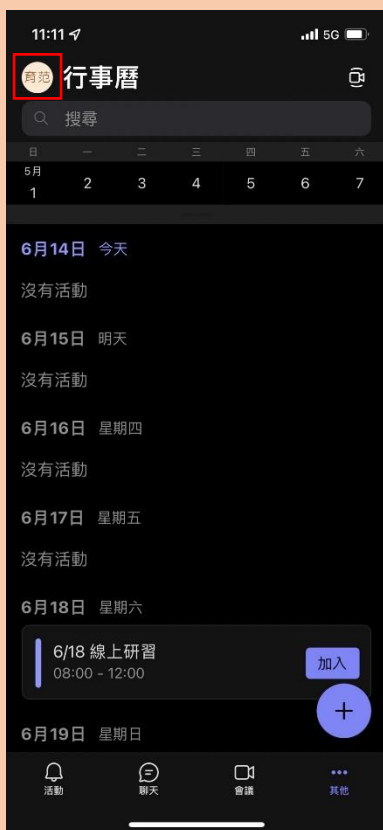 11:11 5G
育范 行事曆
搜尋
日 一 二 三 四 五 六
5月
1 2 3 4 5 6 7
6月14日 今天
沒有活動
6月15日 明天
沒有活動
6月16日 星期四
沒有活動
6月17日 星期五
沒有活動
6月18日 星期六
6/18 線上研習
08:00 - 12:00
加入
6月19日 星期日
活動 聊天 會議 其他